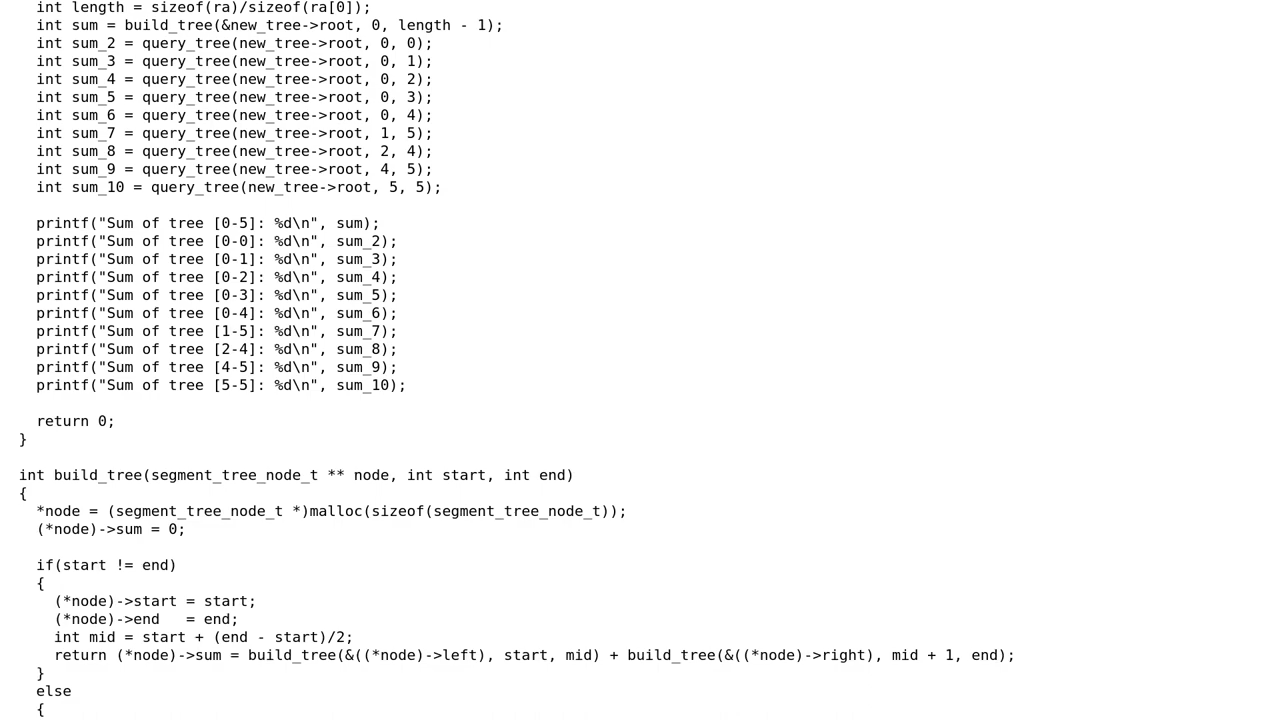 int length = sizeof(ra)/sizeof(ra[0]);
int sum = build_tree(&new_tree->root, 0, length - 1);
int sum_2 = query_tree(new_tree->root, 0, 0);
int sum_3 = query_tree(new_tree->root, 0, 1);
int sum_4 = query_tree(new_tree->root, 0, 2);
int sum_5 = query_tree(new_tree->root, 0, 3);
int sum_6 = query_tree(new_tree->root, 0, 4);
int sum_7 = query_tree(new_tree->root, 1, 5);
int sum_8 = query_tree(new_tree->root, 2, 4);
int sum_9 = query_tree(new_tree->root, 4, 5);
int sum_10 = query_tree(new_tree->root, 5, 5);
printf("Sum of tree [0-5]: %d\n", sum);
printf("Sum of tree [0-0]: %d\n", sum_2);
printf("Sum of tree [0-1]: %d\n", sum_3);
printf("Sum of tree [0-2]: %d\n", sum_4);
printf("Sum of tree [0-3]: %d\n", sum_5);
printf("Sum of tree [0-4]: %d\n", sum_6);
printf("Sum of tree [1-5]: %d\n", sum_7);
printf("Sum of tree [2-4]: %d\n", sum_8);
printf("Sum of tree [4-5]: %d\n", sum_9);
printf("Sum of tree [5-5]: %d\n", sum_10);
return 0;
}
int build_tree(segment_tree_node_t ** node, int start, int end)
{
*node = (segment_tree_node_t *)malloc(sizeof(segment_tree_node_t));
(*node)->sum = 0;
if(start != end)
{
(*node)->start = start;
(*node)->end   = end;
int mid = start + (end - start)/2;
return (*node)->sum = build_tree(&((*node)->left), start, mid) + build_tree(&((*node)->right), mid + 1, end);
}
else
{